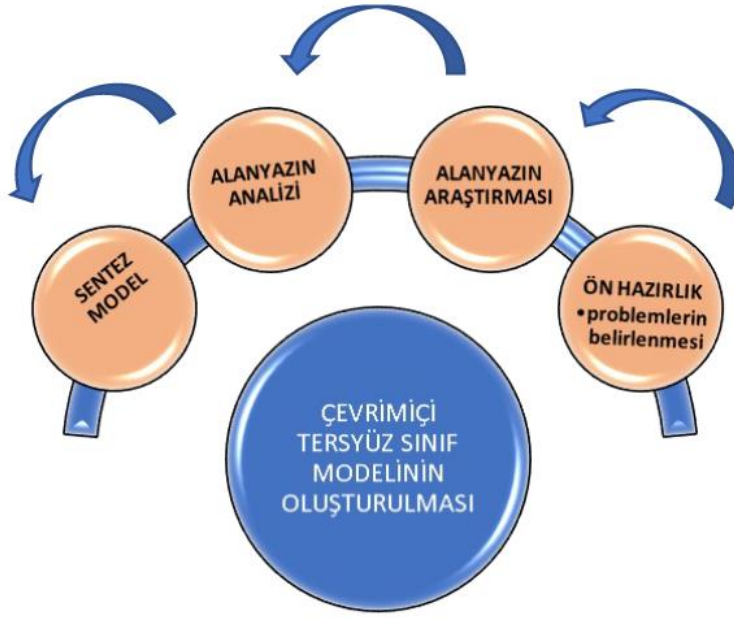 ALANYAZIN
ANALİZİ
ALANYAZIN
ARAŞTIRMASI
SENTEZ
MODEL
ÖN HAZIRLIK
•problemlerin
belirlenmesi
ÇEVRİMİÇİ
TERSYÜZ SINIF
MODELİNİN
OLUŞTURULMASI